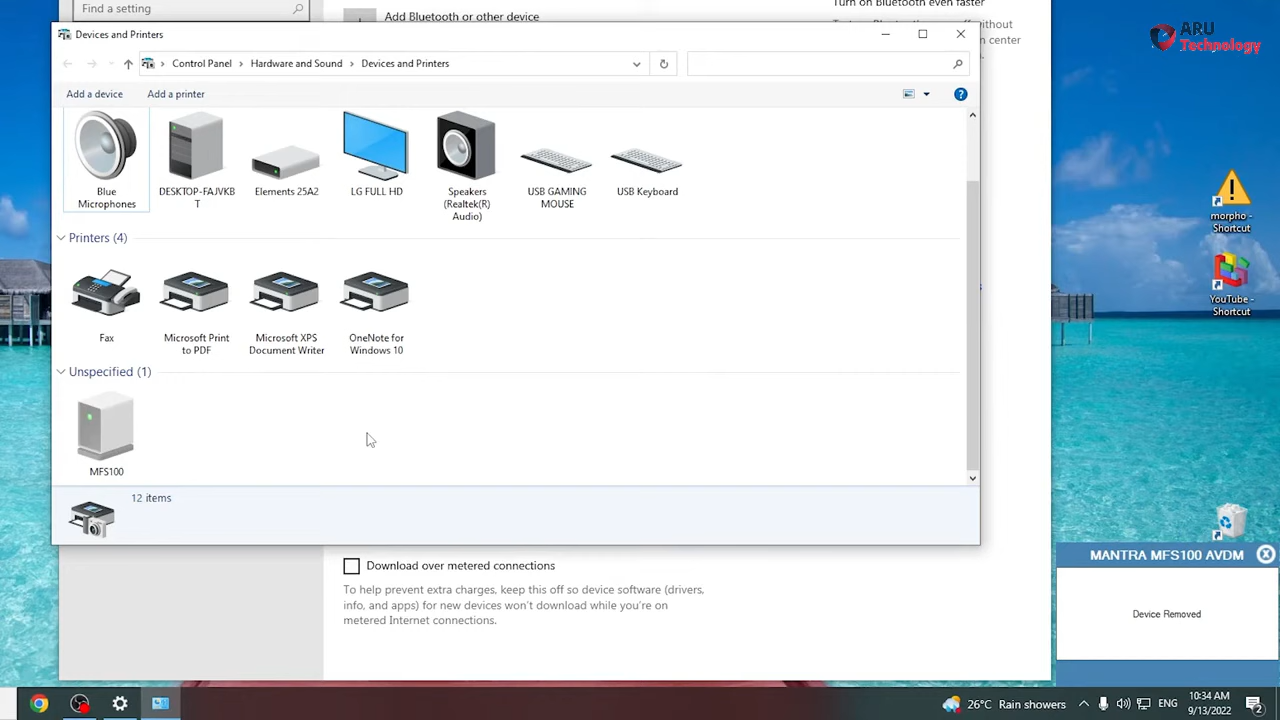 Find a setting
Add Bluetooth or other device
Turn on Bluetooth even faster
without
n center
Devices and Printers
Control Panel > Hardware and Sound > Devices and Printers
Add a device
Add a printer
Blue
Microphones
DESKTOP-FAJVKB
T
Elements 25A2
LG FULL HD
Speakers
(Realtek(R)
Audio)
USB GAMING
MOUSE
USB Keyboard
Printers (4)
Fax
Microsoft Print
to PDF
Microsoft XPS
Document Writer
OneNote for
Windows 10
Unspecified (1)
MFS100
12 items
Download over metered connections
To help prevent extra charges, keep this off so device software (drivers,
info, and apps) for new devices won't download while you're on
metered Internet connections.
ARU
Technology
morpho -
Shortcut
YouTube -
Shortcut
MANTRA MFS100 AVDM
Device Removed
26°C Rain showers
ENG
10:34 AM
9/13/2022
2